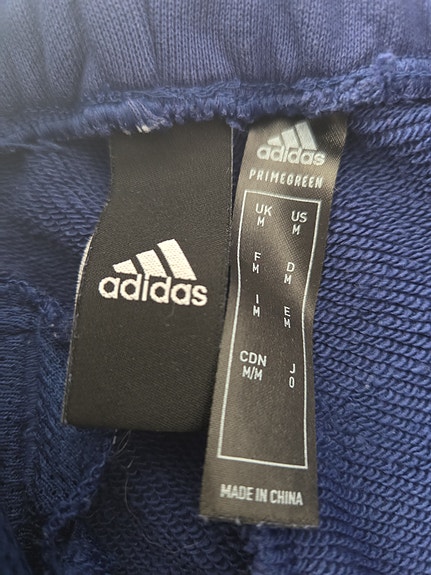 adidas
adidas
PRIMEGREEN
UK US
M M
F D
M M
I E
M M
CDN J
M/M O
MADE IN CHINA